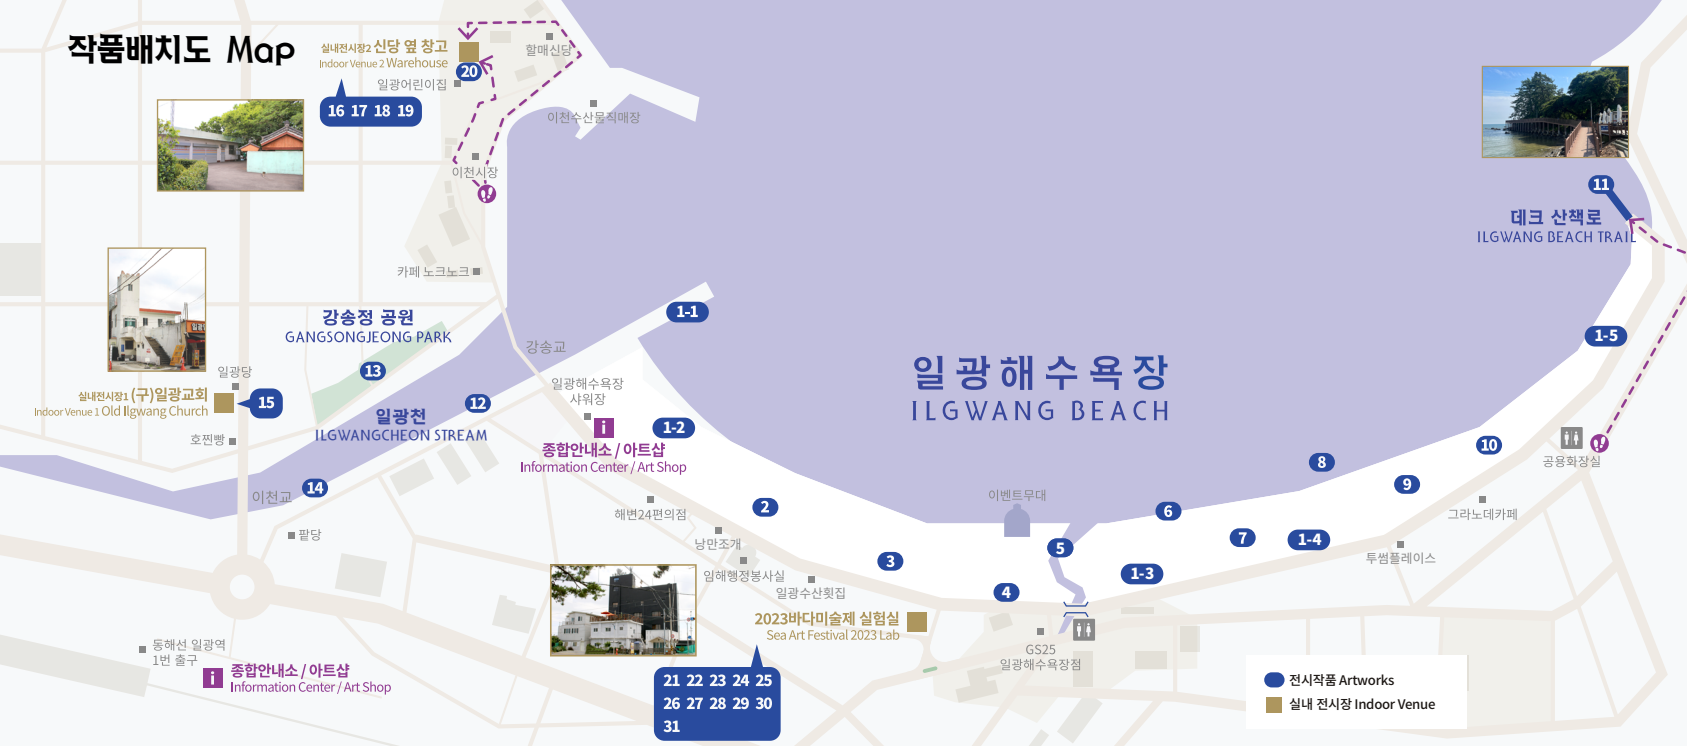 작품배치도 Map
실내전시장2 신당 옆 창고
Indoor Venue 2 Warehouse
20
일광어린이집
16 17 18 19
할매신당
이천수산물직매장
이천시장
카페 노크노크
11
데크 산책로
ILGWANG BEACH TRAIL
강송정 공원
GANGSONGJEONG PARK
1-1
강송교
13
일광당
실내전시장1 (구)일광교회
Indoor Venue 1 Old Ilgwang Church
15
호찐빵
일광천
ILGWANGCHEON STREAM
12
일광해수욕장
샤워장
1-2
i
종합안내소 / 아트샵
Information Center / Art Shop
일광해수욕장
ILGWANG BEACH
1-5
이천교
14
팥당
해변24편의점
2
낭만조개
임해행정봉사실
일광수산횟집
3
이벤트무대
5
4
6
1-3
7
1-4
8
9
10
공용화장실
그라노데카페
투썸플레이스
2023바다미술제 실험실
Sea Art Festival 2023 Lab
21 22 23 24 25
26 27 28 29 30
31
GS25
일광해수욕장점
동해선 일광역
1번 출구
i
종합안내소 / 아트샵
Information Center / Art Shop
전시작품 Artworks
실내 전시장 Indoor Venue